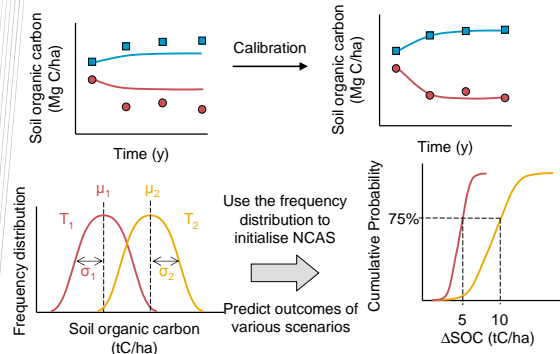 Soil organic carbon
(Mg C/ha)
Time (y)
Calibration
Soil organic carbon
(Mg C/ha)
Time (y)
Frequency distribution
μ1
μ2
T1
T2
σ1
σ2
Soil organic carbon
(tC/ha)
Use the frequency
distribution to
initialise NCAS
Predict outcomes of
various scenarios
Cumulative Probability
75%
5
10
ΔSOC (tC/ha)